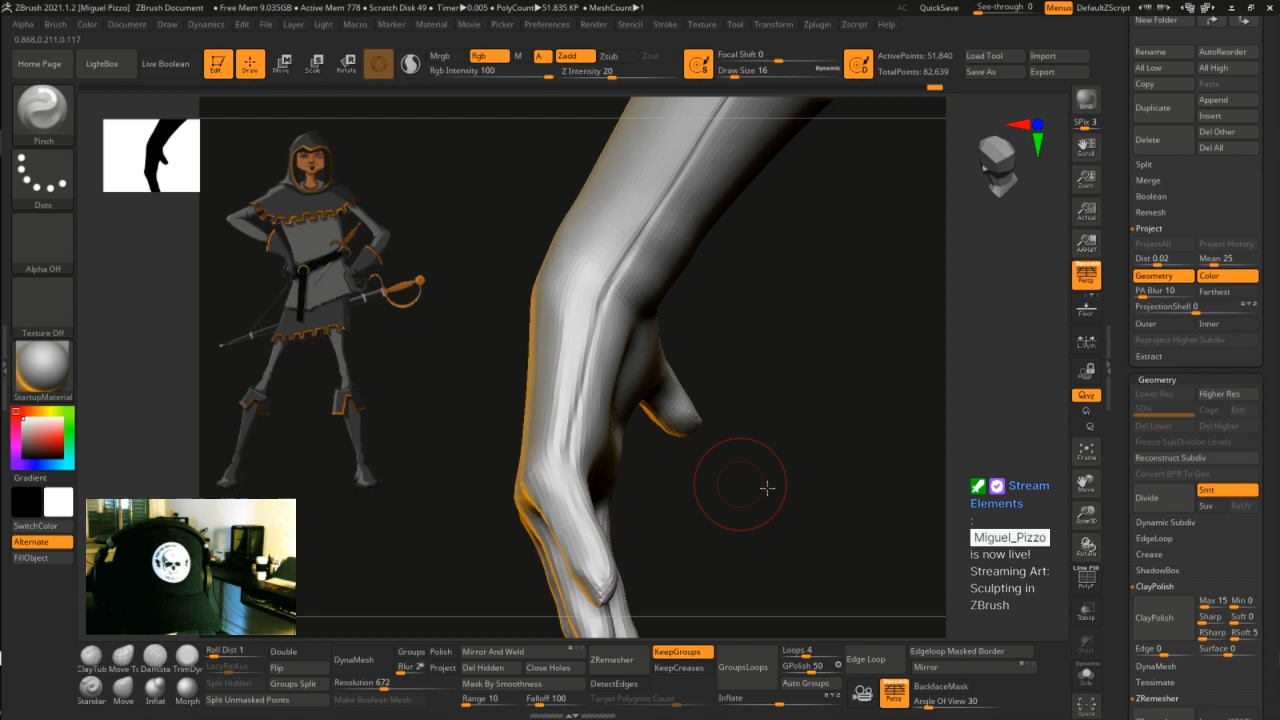 ZBrush 2021.1.2 [Miguel Pizzo] ZBrush Document • Free Mem 9.035GB • Active Mem 778 • Scratch Disk 49 • Timer▶0.005 • PolyCount▶51.835 KP • MeshCount▶1 AC QuickSave See-through 0 Menus DefaultZScript
Alpha Brush Color Document Draw Dynamics Edit File Layer Light Macro Marker Material Movie Picker Preferences Render Stencil Stroke Texture Tool Transform Zplugin Zscript Help
0.868,0.211,0.117
Home Page LightBox Live Boolean Edit Draw Move Scale Rotate
Mrgb Rgb M A Zadd Zsub Zcut
Rgb Intensity 100 Z Intensity 20
Focal Shift 0
Draw Size 16 Dynamic
ActivePoints: 51,840
TotalPoints: 82,639
Load Tool Import
Save As Export
Pinch
Dots
Alpha Off
Texture Off
StartupMaterial
Gradient
SwitchColor
Alternate
FillObject
BPR
SPix 3
Scroll
Zoom
Actual
AAHalf
Dynamic
Persp
Floor
L.Sym
XYZ
Frame
Move
Zoom3D
Rotate
Line Fill
PolyF
Transp
Ghost
Dynamic
Solo
Xpose
New Folder
Rename AutoReorder
All Low All High
Copy Paste
Duplicate Append
Insert
Delete Del Other
Del All
Split
Merge
Boolean
Remesh
Project
ProjectAll Project History
Dist 0.02 Mean 25
Geometry Color
PA Blur 10 Farthest
ProjectionShell 0
Outer Inner
Reproject Higher Subdiv
Extract
Geometry
Lower Res Higher Res
SDiv Cage Rstr
Del Lower Del Higher
Freeze SubDivision Levels
Reconstruct Subdiv
Convert BPR To Geo
Divide Smt
Suv ReUV
Dynamic Subdiv
EdgeLoop
Crease
ShadowBox
ClayPolish
ClayPolish Max 15 Min 0
Sharp Soft 0
RSharp RSoft 5
Edge 0 Surface 0
DynaMesh
Tessimate
ZRemesher
Stream
Elements
:
Miguel_Pizzo
is now live!
Streaming Art:
Sculpting in
ZBrush
ClayTub Move To DamSta TrimDyr
Standar Move Inflat Morph
Roll Dist 1 Double
LazyRadius Flip
Split Hidden Groups Split
Split Unmasked Points
DynaMesh Groups Polish
Blur 2 Project
Resolution 672
Make Boolean Mesh
Mirror And Weld
Del Hidden Close Holes
Mask By Smoothness
Range 10 Falloff 100
ZRemesher KeepGroups
KeepCreases
DetectEdges
Target Polygons Count
GroupsLoops Loops 4
GPolish 50
Auto Groups
Inflate
Edge Loop Edgeloop Masked Border
Mirror
Persp BackfaceMask
Angle Of View 30